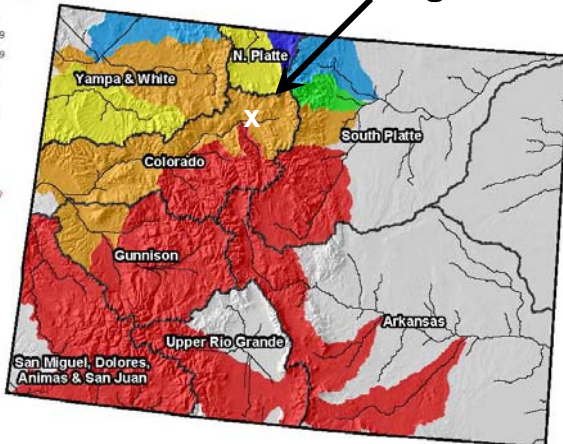 N. Platte
Yampa & White
X
South Platte
Colorado
Gunnison
Arkansas
Upper Rio Grande
San Miguel, Dolores,
Animas & San Juan